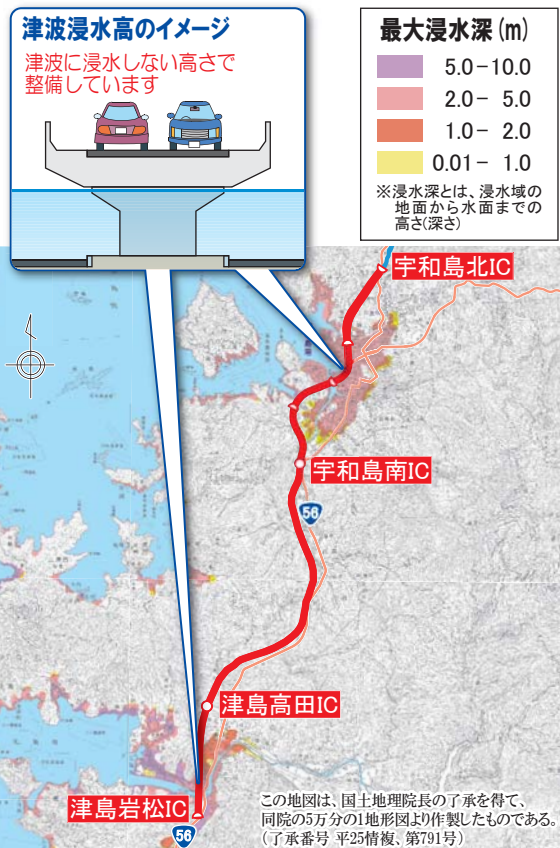 津波浸水高のイメージ
津波に浸水しない高さで
整備しています
最大浸水深(m)
5.0-10.0
2.0- 5.0
1.0- 2.0
0.01- 1.0
※浸水深とは、浸水域の
地面から水面までの
高さ(深さ)
宇和島北IC
宇和島南IC
56
津島高田IC
津島岩松IC
56
この地図は、国土地理院長の了承を得て、
同院の5万分の1地形図より作製したものである。
(了承番号 平25情複、第791号)